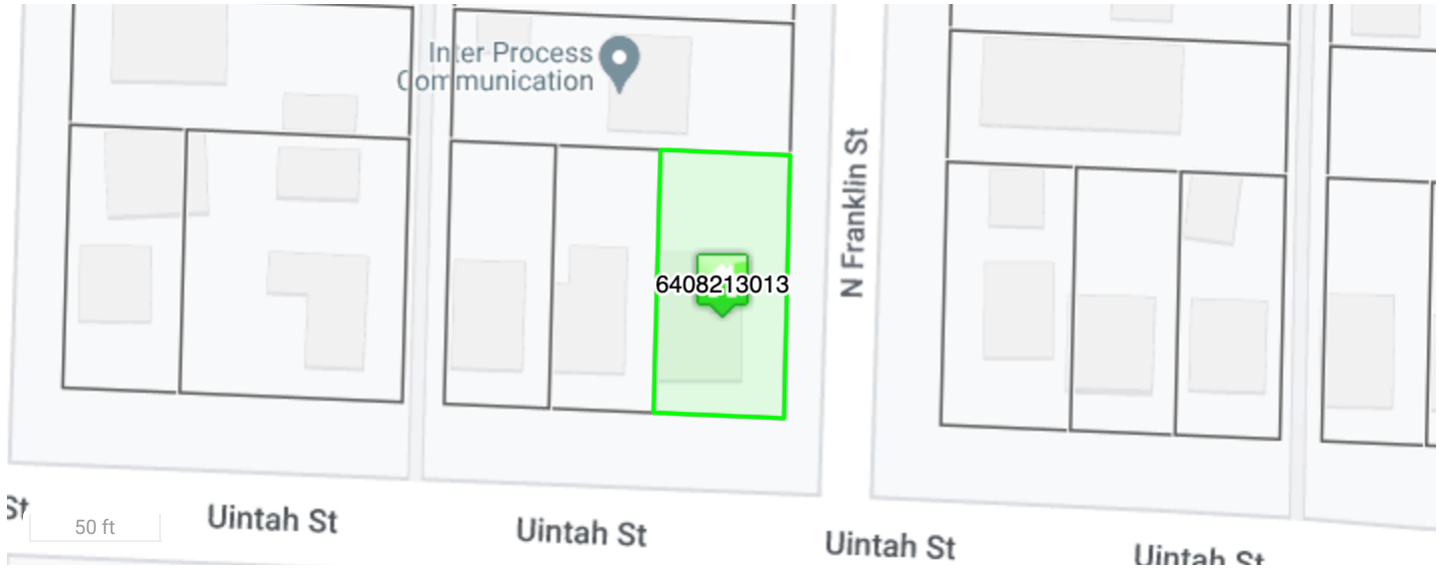 Inter Process
Communication
N Franklin St
6408213013
St
Uintah St
Uintah St
Uintah St
Uintah St
50 ft